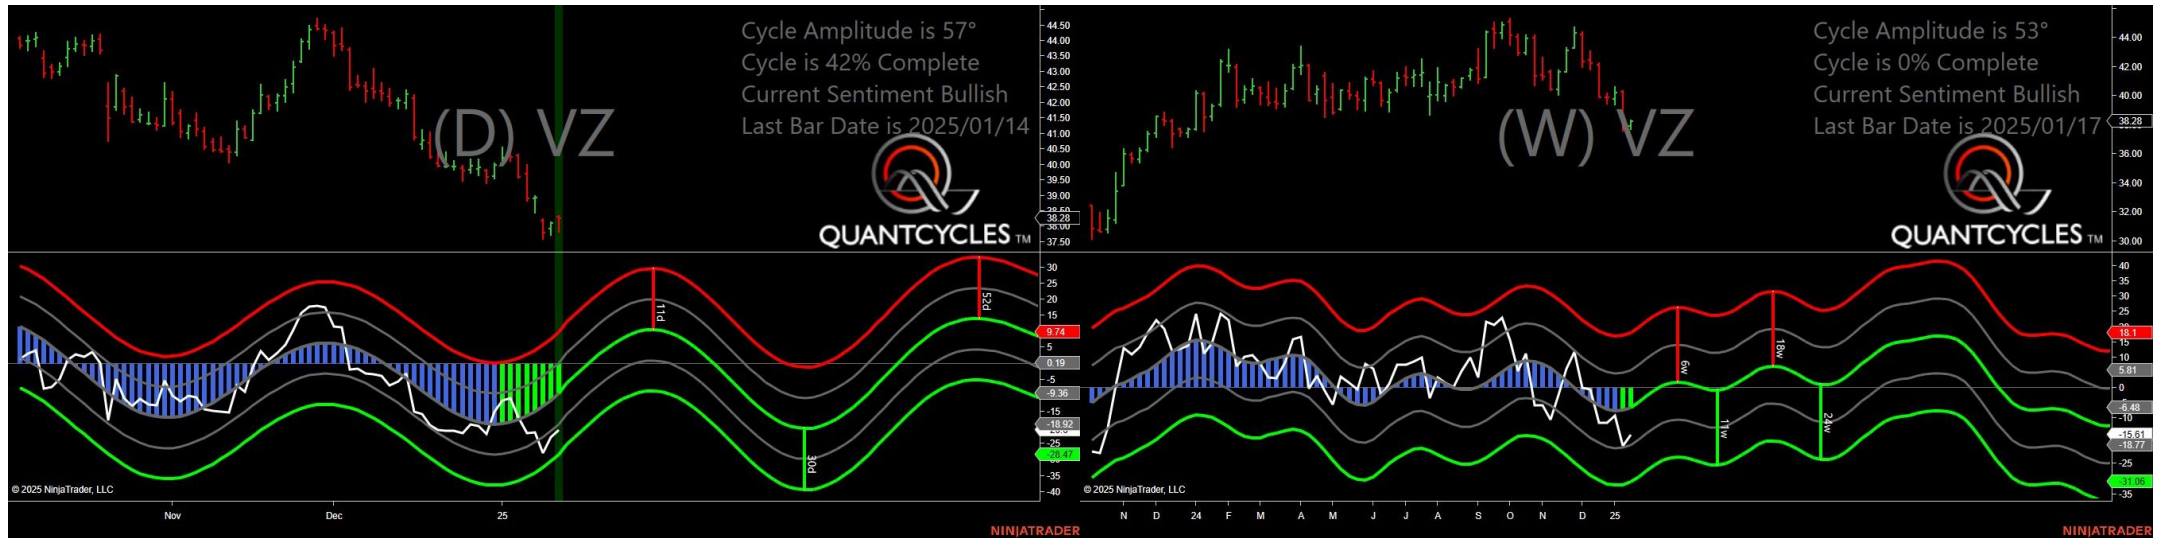 Cycle Amplitude is 57°
Cycle is 42% Complete
Current Sentiment Bullish
Last Bar Date is 2025/01/14
(D) VZ
QUANTCYCLES TM
44.50
44.00
43.50
43.00
42.50
42.00
41.50
41.00
40.50
40.00
39.50
39.00
38.50
38.28
38.00
37.50
30
25
20
15
9.74
5
0.19
-5
-9.36
-15
-18.92
-25
-28.47
-35
-40
11d
30d
52d
© 2025 NinjaTrader, LLC
Nov
Dec
25
NINJATRADER
Cycle Amplitude is 53°
Cycle is 0% Complete
Current Sentiment Bullish
Last Bar Date is 2025/01/17
(W) VZ
QUANTCYCLES TM
44.00
42.00
40.00
38.28
36.00
34.00
32.00
30.00
40
35
30
25
18.1
15
10
5.81
0
-6.48
-10
-15.61
-18.77
-25
-31.06
-35
6w
11w
18w
24w
© 2025 NinjaTrader, LLC
N D 24 F M A M J J A S O N D 25
NINJATRADER